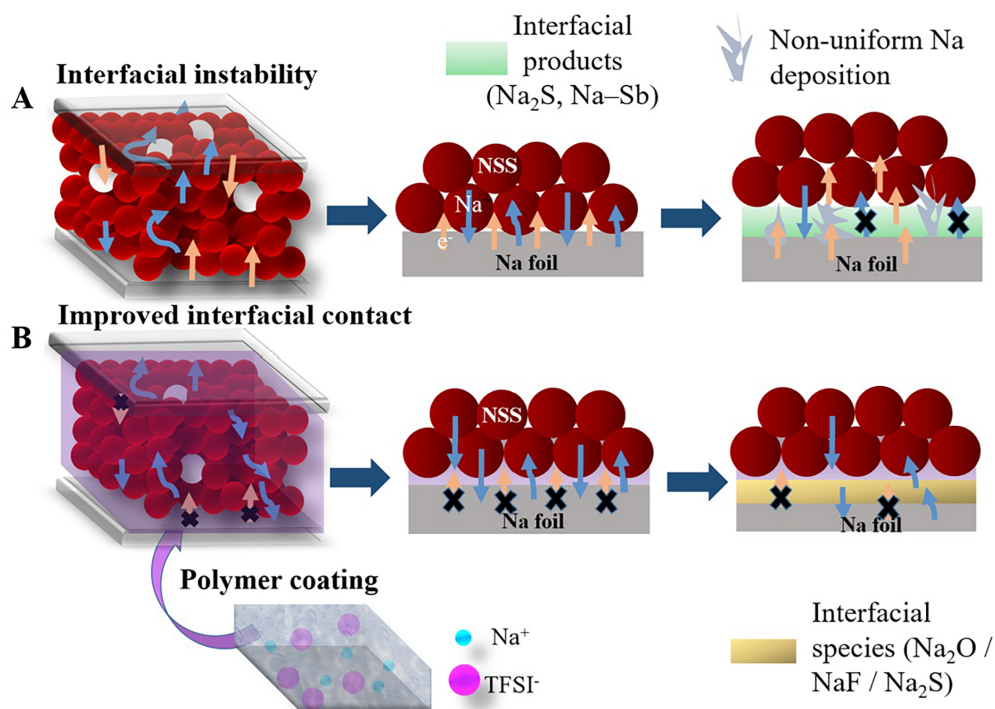 A
Interfacial instability
Interfacial
products
(Na₂S, Na–Sb)
Non-uniform Na
deposition
NSS
Na
e⁻
Na foil
Na foil
B
Improved interfacial contact
NSS
Na foil
Na foil
Polymer coating
Na⁺
TFSI⁻
Interfacial
species (Na₂O /
NaF / Na₂S)